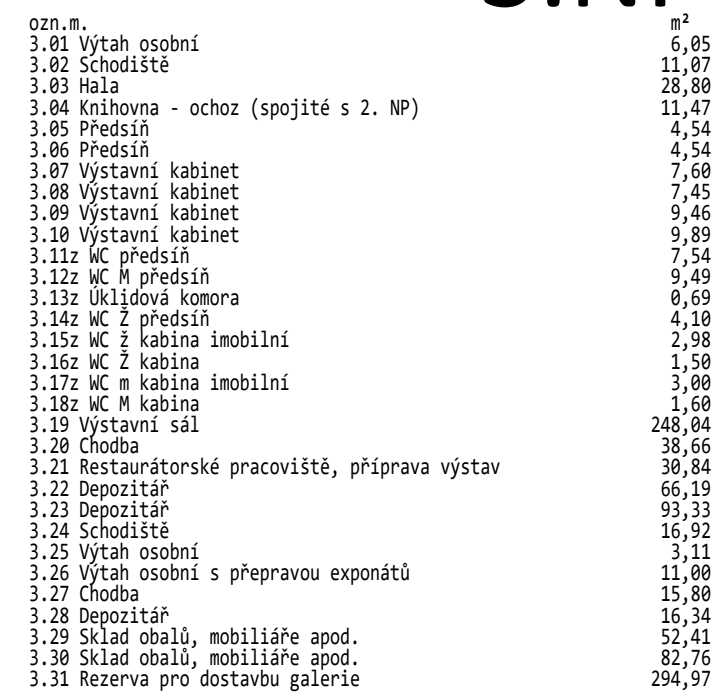 ozn.m. m²
3.01 Výtah osobní 6,05
3.02 Schodiště 11,07
3.03 Hala 28,80
3.04 Knihovna - ochoz (spojité s 2. NP) 11,47
3.05 Předsíň 4,54
3.06 Předsíň 4,54
3.07 Výstavní kabinet 7,60
3.08 Výstavní kabinet 7,45
3.09 Výstavní kabinet 9,46
3.10 Výstavní kabinet 9,89
3.11z WC předsíň 7,54
3.12z WC M předsíň 9,49
3.13z Úklidová komora 0,69
3.14z WC Ž předsíň 4,10
3.15z WC ž kabina imobilní 2,98
3.16z WC Ž kabina 1,50
3.17z WC m kabina imobilní 3,00
3.18z WC M kabina 1,60
3.19 Výstavní sál 248,04
3.20 Chodba 38,66
3.21 Restaurátorské pracoviště, příprava výstav 30,84
3.22 Depozitář 66,19
3.23 Depozitář 93,33
3.24 Schodiště 16,92
3.25 Výtah osobní 3,11
3.26 Výtah osobní s přepravou exponátů 11,00
3.27 Chodba 15,80
3.28 Depozitář 16,34
3.29 Sklad obalů, mobiliáře apod. 52,41
3.30 Sklad obalů, mobiliáře apod. 82,76
3.31 Rezerva pro dostavbu galerie 294,97